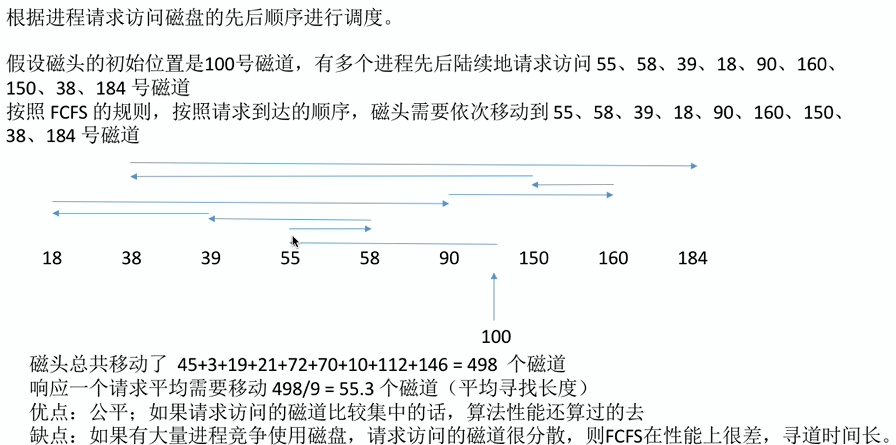 根据进程请求访问磁盘的先后顺序进行调度。
假设磁头的初始位置是100号磁道，有多个进程先后陆续地请求访问 55、58、39、18、90、160、
150、38、184 号磁道
按照 FCFS 的规则，按照请求到达的顺序，磁头需要依次移动到 55、58、39、18、90、160、150、
38、184 号磁道
18 38 39 55 58 90 150 160 184
100
磁头总共移动了 45+3+19+21+72+70+10+112+146 = 498 个磁道
响应一个请求平均需要移动 498/9 = 55.3 个磁道（平均寻找长度）
优点：公平；如果请求访问的磁道比较集中的话，算法性能还算过的去
缺点：如果有大量进程竞争使用磁盘，请求访问的磁道很分散，则FCFS在性能上很差，寻道时间长。